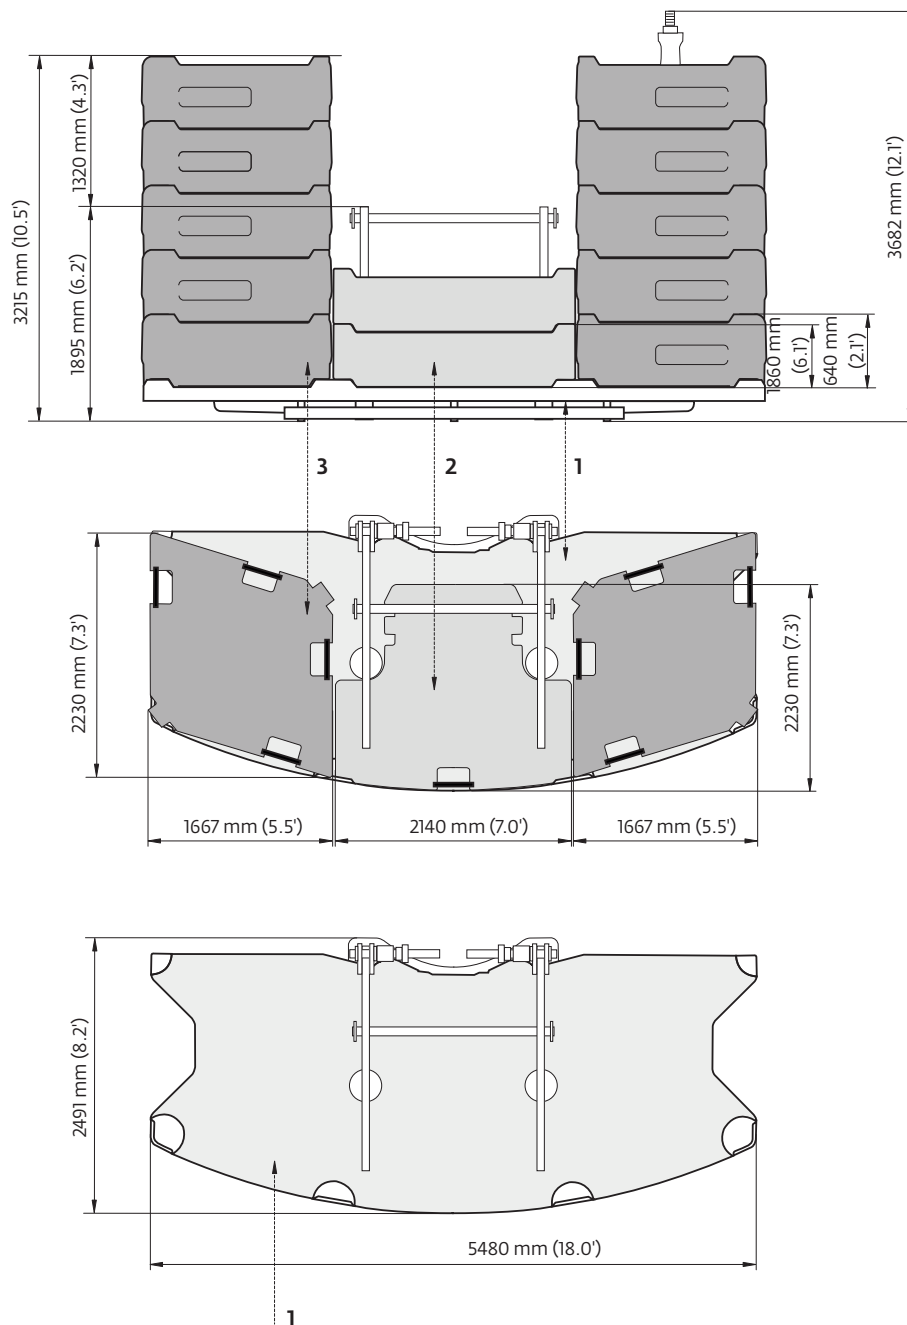 1320 mm (4.3')
3215 mm (10.5')
1895 mm (6.2')
3682 mm (12.1')
1860 mm
(6.1')
640 mm
(2.1')
3
2
1
2230 mm (7.3')
2230 mm (7.3')
1667 mm (5.5')
2140 mm (7.0')
1667 mm (5.5')
2491 mm (8.2')
5480 mm (18.0')
1